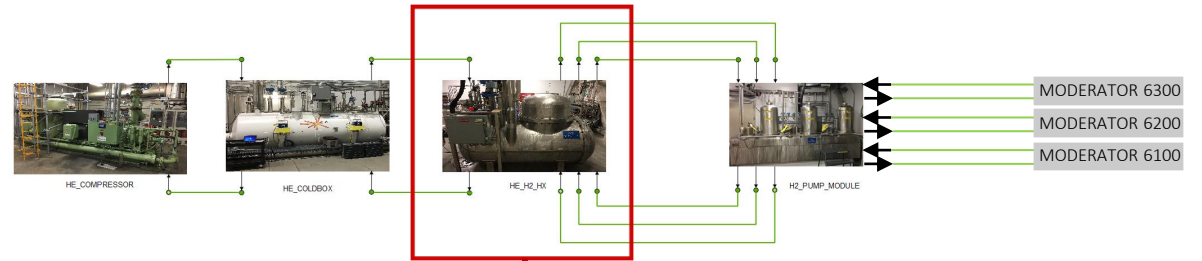 MODERATOR 6300
MODERATOR 6200
MODERATOR 6100
HE_COMPRESSOR
HE_COLDBOX
HE_H2_HX
H2_PUMP_MODULE